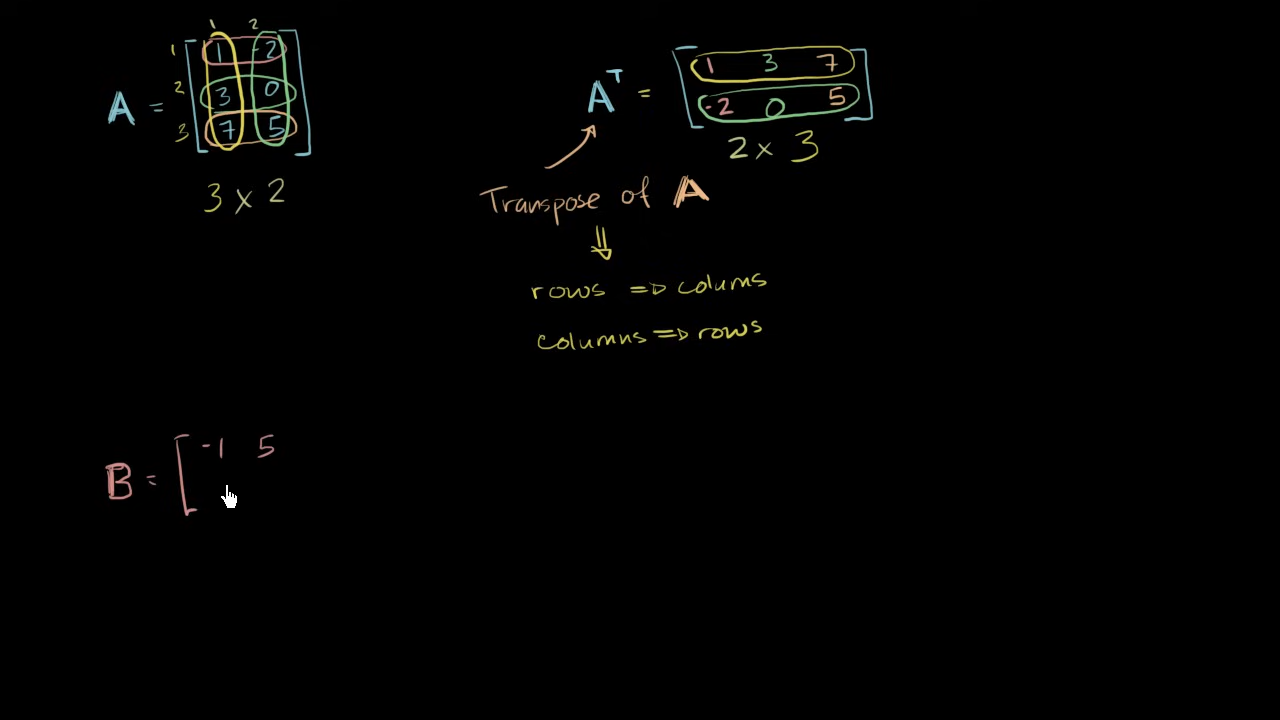 1 2
A = [ 1 -2
3 0
7 5 ]
1
2
3
3 x 2
Aᵀ = [ 1 3 7
-2 0 5 ]
2 x 3
Transpose of A
⇓
rows => colums
columns => rows
B = [ -1 5